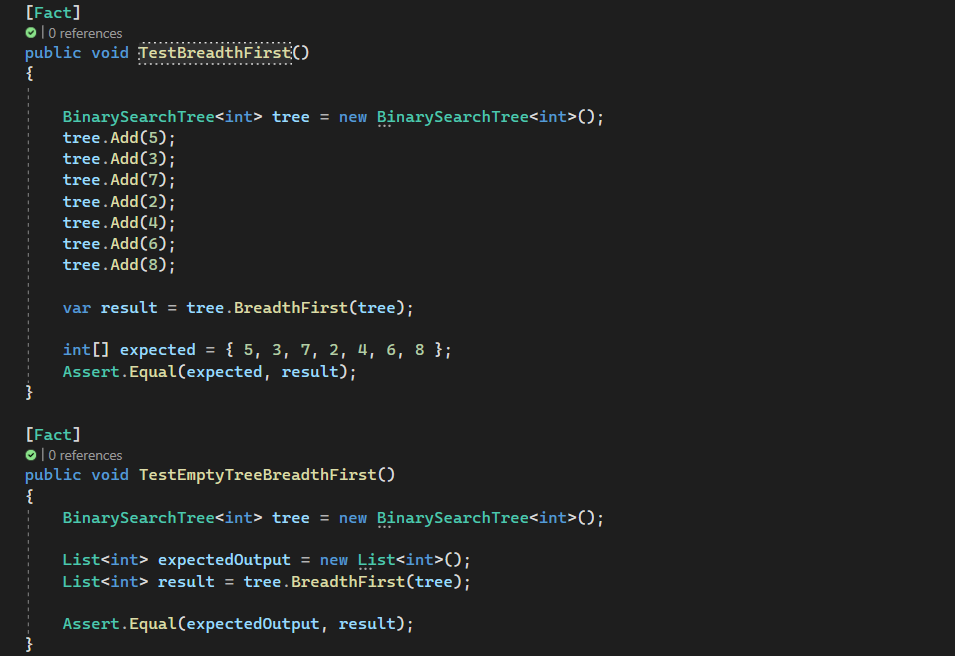 [Fact]
| 0 references
public void TestBreadthFirst()
{
BinarySearchTree<int> tree = new BinarySearchTree<int>();
tree.Add(5);
tree.Add(3);
tree.Add(7);
tree.Add(2);
tree.Add(4);
tree.Add(6);
tree.Add(8);
var result = tree.BreadthFirst(tree);
int[] expected = { 5, 3, 7, 2, 4, 6, 8 };
Assert.Equal(expected, result);
}
[Fact]
| 0 references
public void TestEmptyTreeBreadthFirst()
{
BinarySearchTree<int> tree = new BinarySearchTree<int>();
List<int> expectedOutput = new List<int>();
List<int> result = tree.BreadthFirst(tree);
Assert.Equal(expectedOutput, result);
}